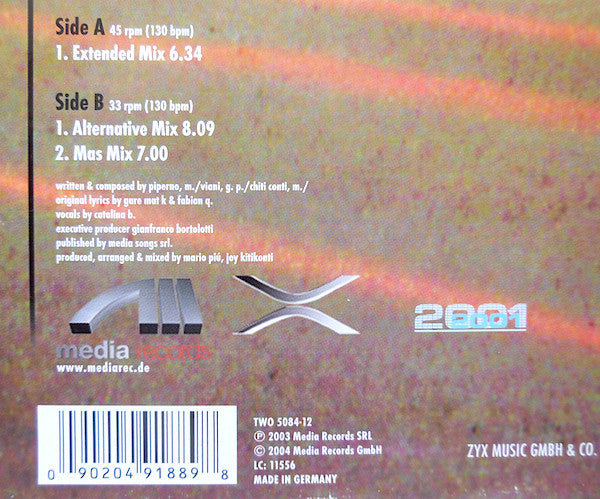 Side A 45 rpm (130 bpm)
1. Extended Mix 6.34
Side B 33 rpm (130 bpm)
1. Alternative Mix 8.09
2. Mas Mix 7.00
written & composed by piperno, m./viani, g. p./chiti conti, m./
original lyrics by gare mat k & fabian q.
vocals by catalina b.
executive producer gianfranco bortolotti
published by media songs srl.
produced, arranged & mixed by mario piú, joy kitikonti
media records
www.mediarec.de
2001
TWO 5084-12
Ⓟ 2003 Media Records SRL
© 2004 Media Records GmbH
LC: 11556
MADE IN GERMANY
ZYX MUSIC GMBH & CO.
0 90204 91889 8